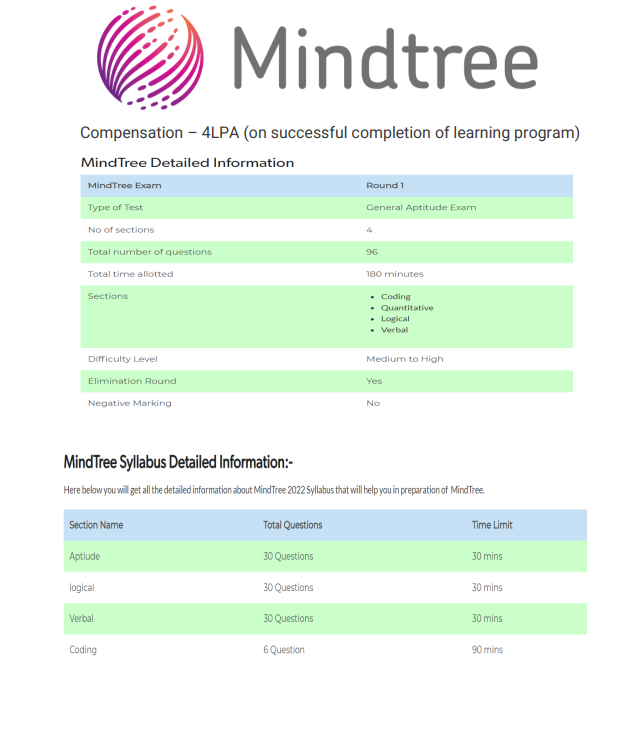 Mindtree
Compensation – 4LPA (on successful completion of learning program)
MindTree Detailed Information
MindTree Exam Round 1
Type of Test General Aptitude Exam
No of sections 4
Total number of questions 96
Total time allotted 180 minutes
Sections • Coding
• Quantitative
• Logical
• Verbal
Difficulty Level Medium to High
Elimination Round Yes
Negative Marking No
MindTree Syllabus Detailed Information:-
Here below you will get all the detailed information about MindTree 2022 Syllabus that will help you in preparation of MindTree.
Section Name Total Questions Time Limit
Aptiude 30 Questions 30 mins
logical 30 Questions 30 mins
Verbal 30 Questions 30 mins
Coding 6 Question 90 mins